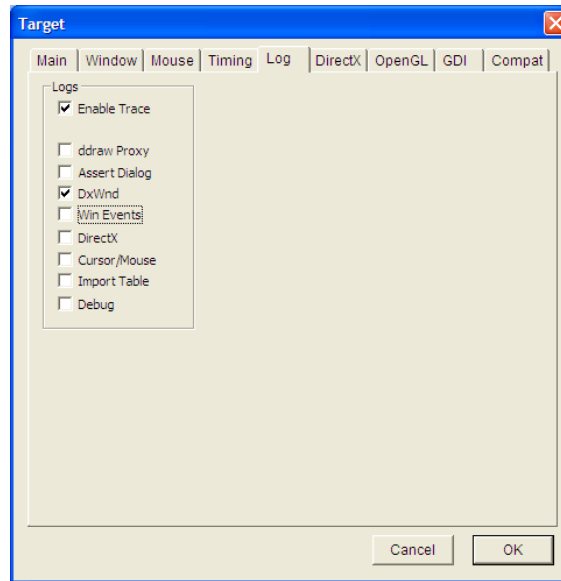 Target
Main Window Mouse Timing Log DirectX OpenGL GDI Compat
Logs
Enable Trace
ddraw Proxy
Assert Dialog
DxWnd
Win Events
DirectX
Cursor/Mouse
Import Table
Debug
Cancel OK